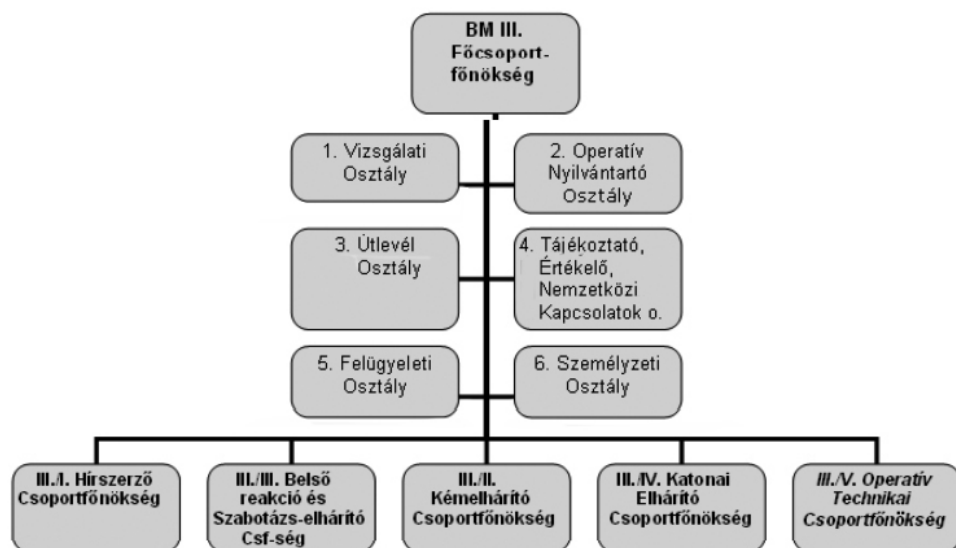 BM III.
Főcsoport-
főnökség
1. Vizsgálati
Osztály
2. Operatív
Nyilvántartó
Osztály
3. Útlevél
Osztály
4. Tájékoztató,
Értékelő,
Nemzetközi
Kapcsolatok o.
5. Felügyeleti
Osztály
6. Személyzeti
Osztály
III./I. Hírszerző
Csoportfőnökség
III./III. Belső
reakció és
Szabotázs-elhárító
Csf-ség
III./II.
Kémelhárító
Csoportfőnökség
III./IV. Katonai
Elhárító
Csoportfőnökség
III./V. Operatív
Technikai
Csoportfőnökség